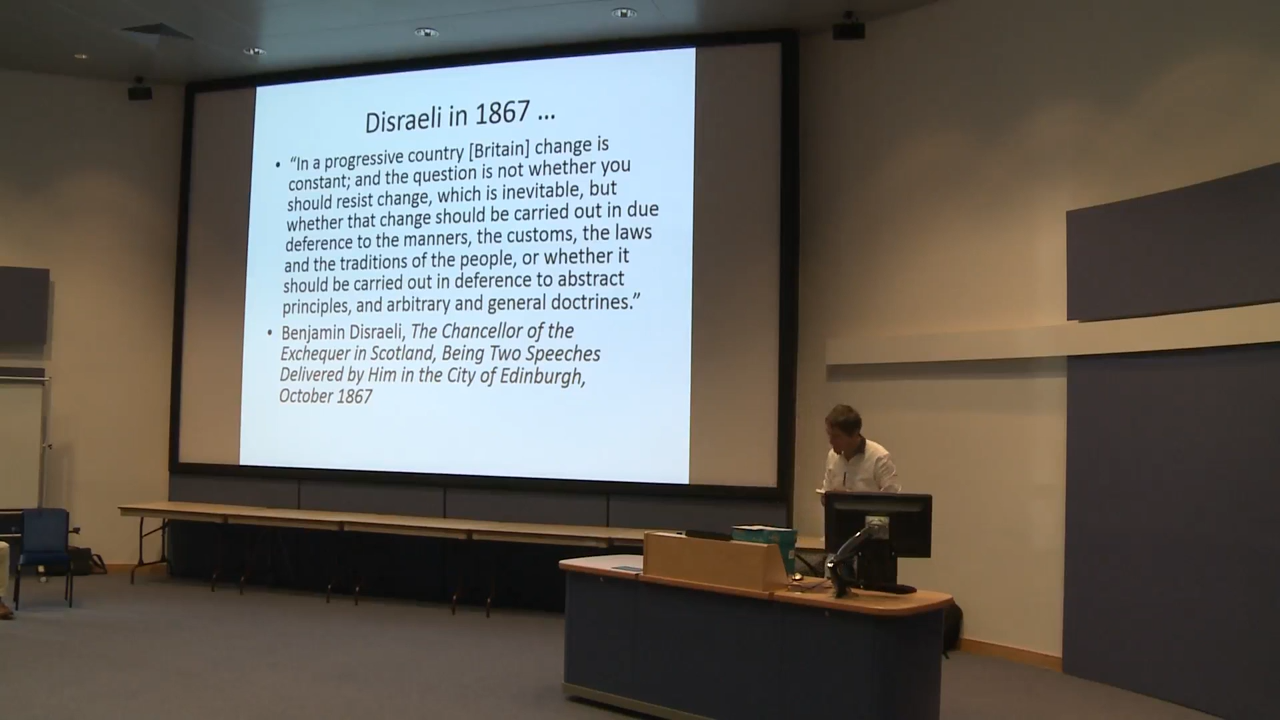 Disraeli in 1867 ...
• “In a progressive country [Britain] change is
constant; and the question is not whether you
should resist change, which is inevitable, but
whether that change should be carried out in due
deference to the manners, the customs, the laws
and the traditions of the people, or whether it
should be carried out in deference to abstract
principles, and arbitrary and general doctrines.”
• Benjamin Disraeli, The Chancellor of the
Exchequer in Scotland, Being Two Speeches
Delivered by Him in the City of Edinburgh,
October 1867